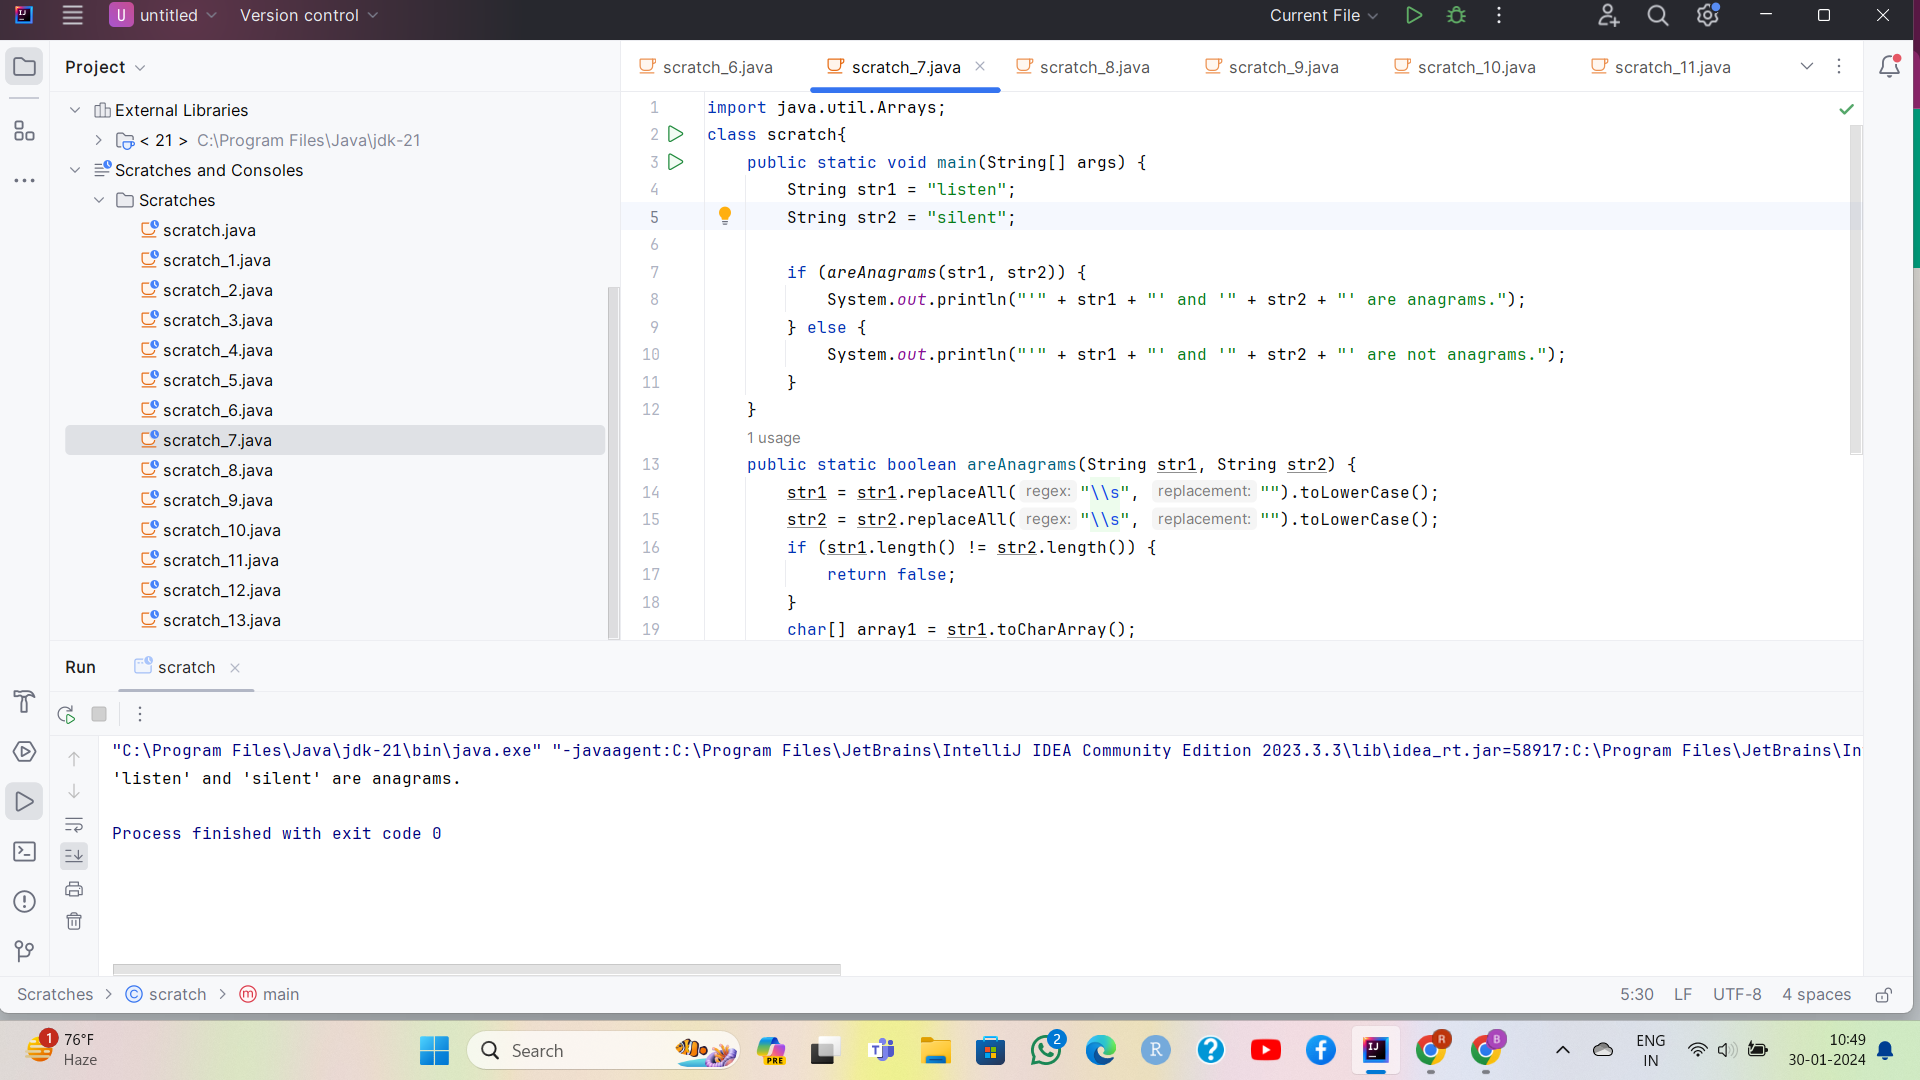 U untitled Version control Current File
Project
scratch_6.java scratch_7.java scratch_8.java scratch_9.java scratch_10.java scratch_11.java
External Libraries
< 21 > C:\Program Files\Java\jdk-21
Scratches and Consoles
Scratches
scratch.java
scratch_1.java
scratch_2.java
scratch_3.java
scratch_4.java
scratch_5.java
scratch_6.java
scratch_7.java
scratch_8.java
scratch_9.java
scratch_10.java
scratch_11.java
scratch_12.java
scratch_13.java
1 import java.util.Arrays;
2 class scratch{
3 public static void main(String[] args) {
4 String str1 = "listen";
5 String str2 = "silent";
6
7 if (areAnagrams(str1, str2)) {
8 System.out.println("'" + str1 + "' and '" + str2 + "' are anagrams.");
9 } else {
10 System.out.println("'" + str1 + "' and '" + str2 + "' are not anagrams.");
11 }
12 }
1 usage
13 public static boolean areAnagrams(String str1, String str2) {
14 str1 = str1.replaceAll( regex: "\\s", replacement: "").toLowerCase();
15 str2 = str2.replaceAll( regex: "\\s", replacement: "").toLowerCase();
16 if (str1.length() != str2.length()) {
17 return false;
18 }
19 char[] array1 = str1.toCharArray();
Run scratch
"C:\Program Files\Java\jdk-21\bin\java.exe" "-javaagent:C:\Program Files\JetBrains\IntelliJ IDEA Community Edition 2023.3.3\lib\idea_rt.jar=58917:C:\Program Files\JetBrains\In
'listen' and 'silent' are anagrams.
Process finished with exit code 0
Scratches > scratch > main 5:30 LF UTF-8 4 spaces
1 76°F
Haze
Search
PRE
2
R
R
B
ENG
IN
10:49
30-01-2024